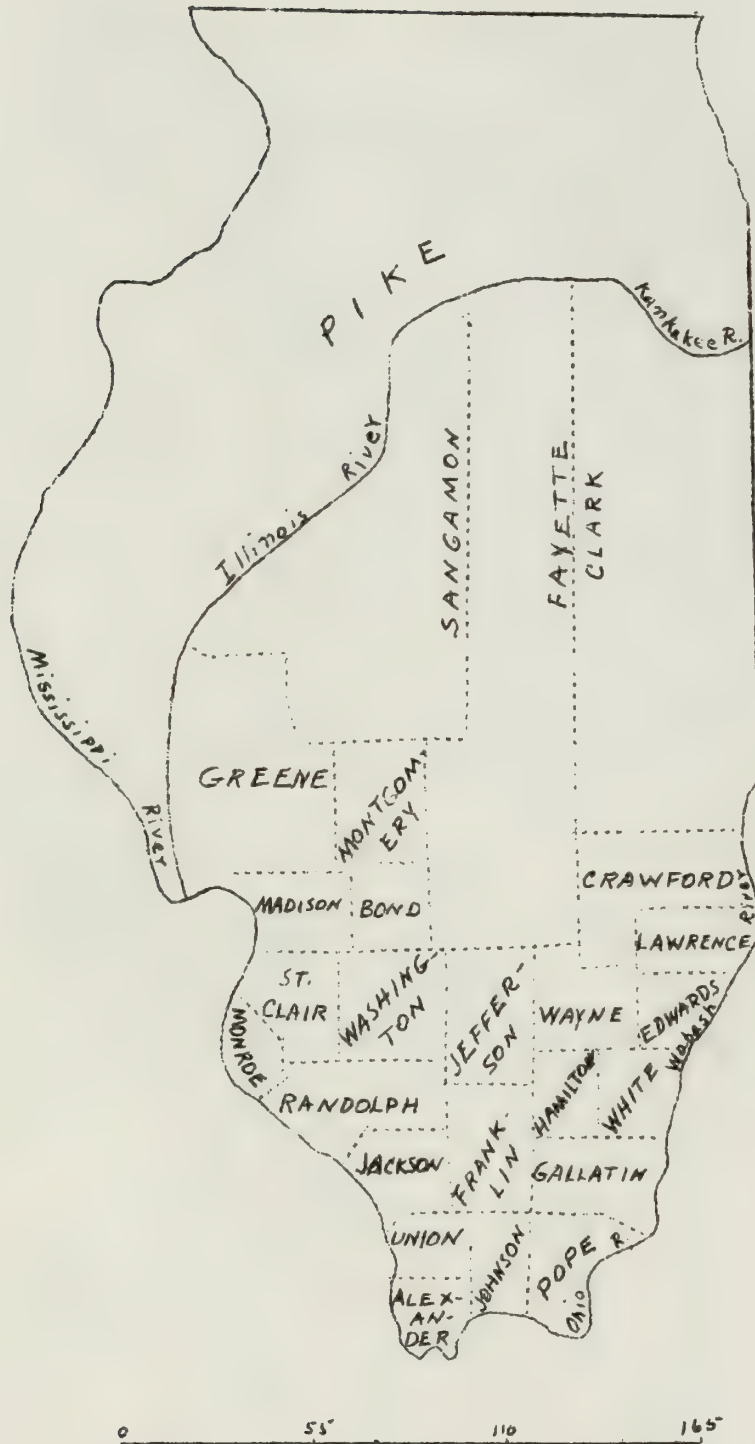 PIKE
Kankakee R.
Illinois River
SANGAMON
FAYETTE
CLARK
Mississippi River
GREENE
MONTGOM-
ERY
CRAWFORD
MADISON
BOND
LAWRENCE
ST.
CLAIR
WASHING-
TON
JEFFER-
SON
WAYNE
EDWARDS
Wabash River
MONROE
RANDOLPH
HAMILTON
WHITE
JACKSON
FRANK-
LIN
GALLATIN
UNION
JOHNSON
POPE
Ohio R
ALEX-
AN-
DER
0 55 110 165